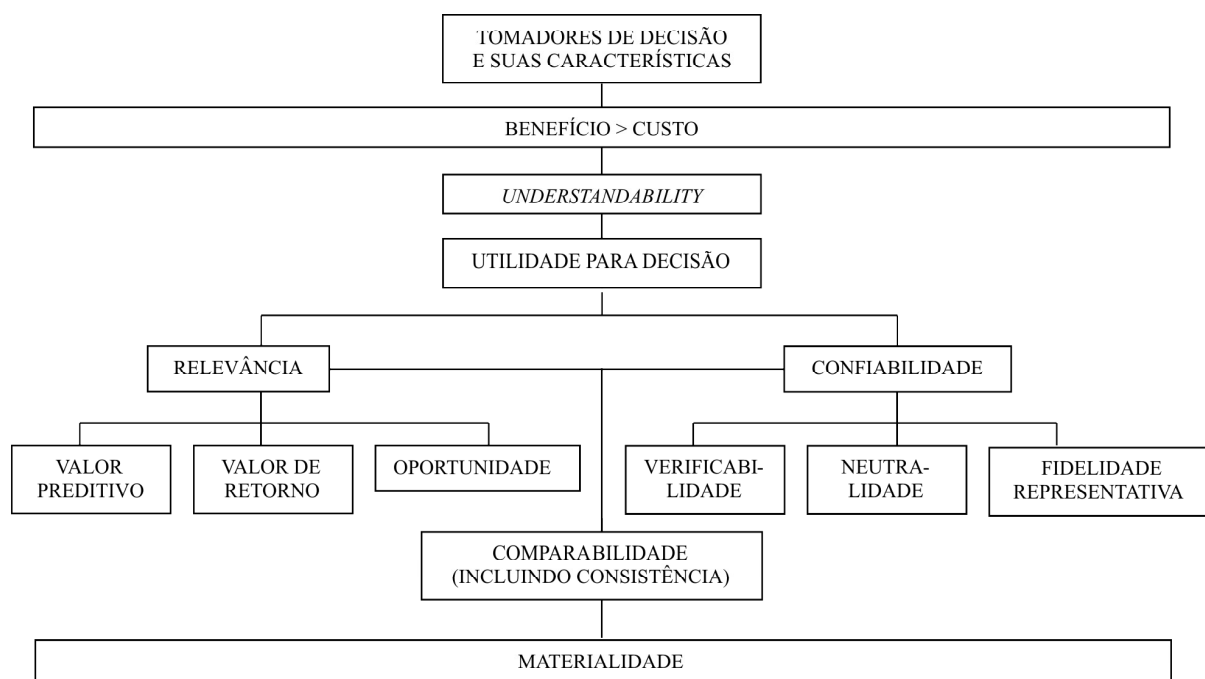 TOMADORES DE DECISÃO
E SUAS CARACTERÍSTICAS
BENEFÍCIO > CUSTO
UNDERSTANDABILITY
UTILIDADE PARA DECISÃO
RELEVÂNCIA
CONFIABILIDADE
VALOR
PREDITIVO
VALOR DE
RETORNO
OPORTUNIDADE
VERIFICABI-
LIDADE
NEUTRA-
LIDADE
FIDELIDADE
REPRESENTATIVA
COMPARABILIDADE
(INCLUINDO CONSISTÊNCIA)
MATERIALIDADE